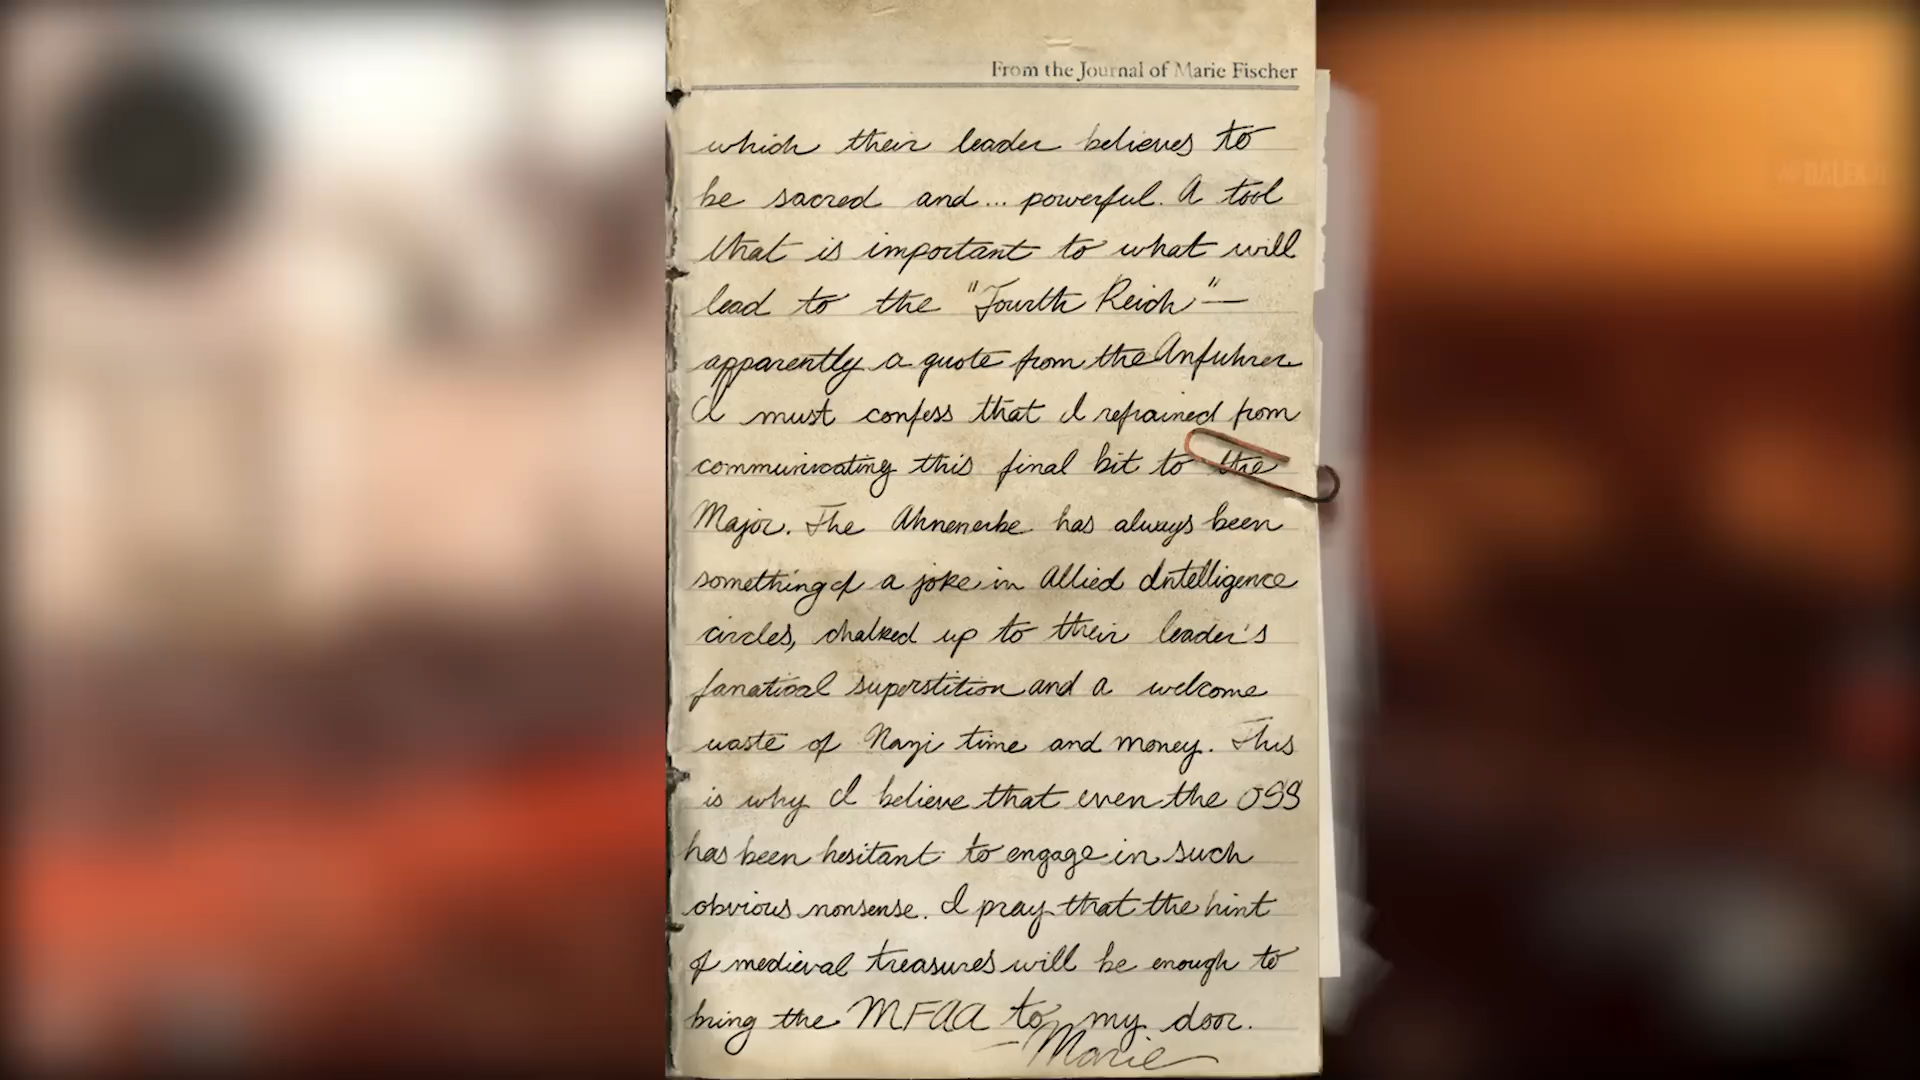 From the Journal of Marie Fischer
which their leader believes to
be sacred and... powerful. A tool
that is important to what will
lead to the "Fourth Reich"—
apparently a quote from the Anfuhrer
I must confess that I refrained from
communicating this final bit to the
Major. The Ahnenerbe has always been
something of a joke in Allied Intelligence
circles, chalked up to their leader's
fanatical superstition and a welcome
waste of Nazi time and money. This
is why I believe that even the OSS
has been hesitant to engage in such
obvious nonsense. I pray that the hint
of medieval treasures will be enough to
bring the MFAA to my door.
— Marie